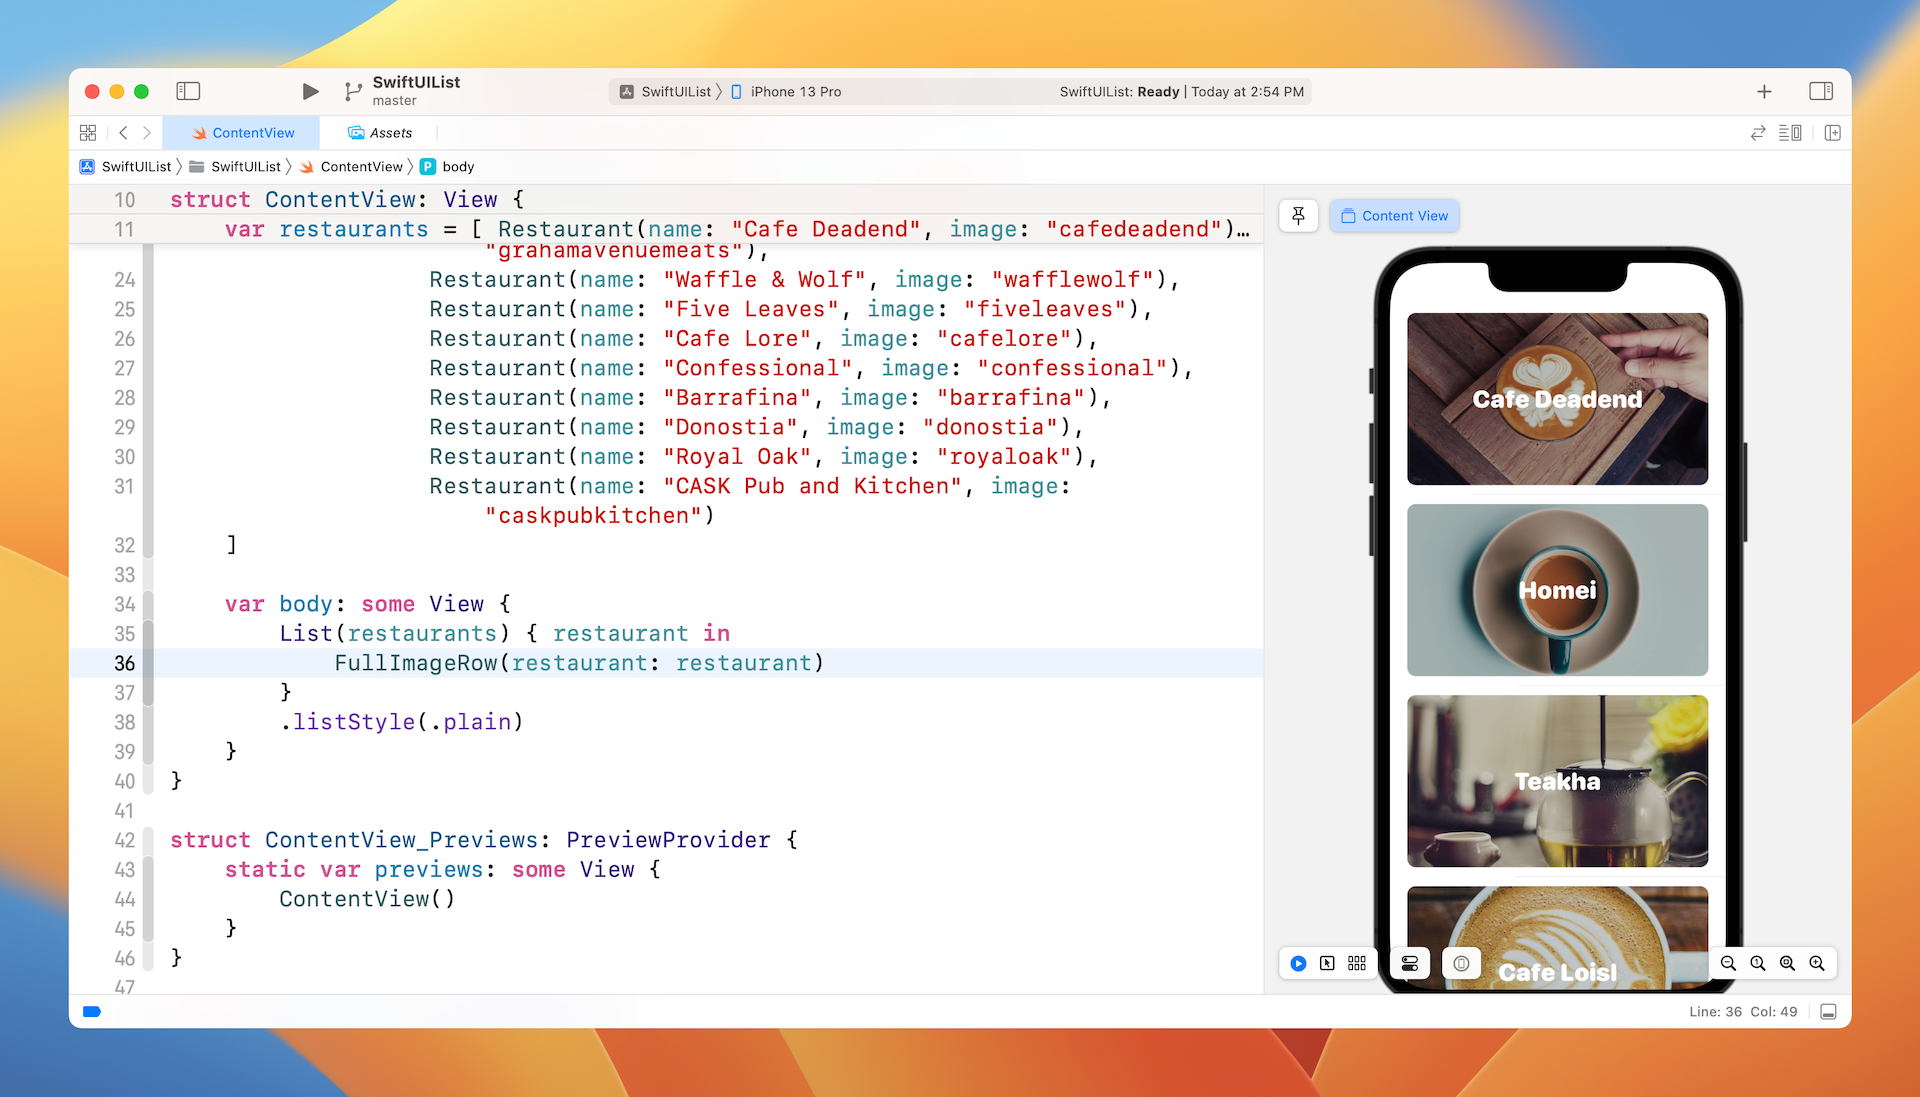 SwiftUIList
master
SwiftUIList 〉 iPhone 13 Pro
SwiftUIList: Ready | Today at 2:54 PM
ContentView
Assets
SwiftUIList 〉 SwiftUIList 〉 ContentView 〉 P body
10 struct ContentView: View {
11 var restaurants = [ Restaurant(name: "Cafe Deadend", image: "cafedeadend")…
"grahamavenuemeats"),
24 Restaurant(name: "Waffle & Wolf", image: "wafflewolf"),
25 Restaurant(name: "Five Leaves", image: "fiveleaves"),
26 Restaurant(name: "Cafe Lore", image: "cafelore"),
27 Restaurant(name: "Confessional", image: "confessional"),
28 Restaurant(name: "Barrafina", image: "barrafina"),
29 Restaurant(name: "Donostia", image: "donostia"),
30 Restaurant(name: "Royal Oak", image: "royaloak"),
31 Restaurant(name: "CASK Pub and Kitchen", image:
"caskpubkitchen")
32 ]
33
34 var body: some View {
35 List(restaurants) { restaurant in
36 FullImageRow(restaurant: restaurant)
37 }
38 .listStyle(.plain)
39 }
40 }
41
42 struct ContentView_Previews: PreviewProvider {
43 static var previews: some View {
44 ContentView()
45 }
46 }
47
Content View
Cafe Deadend
Homei
Teakha
Cafe Loisl
Line: 36 Col: 49